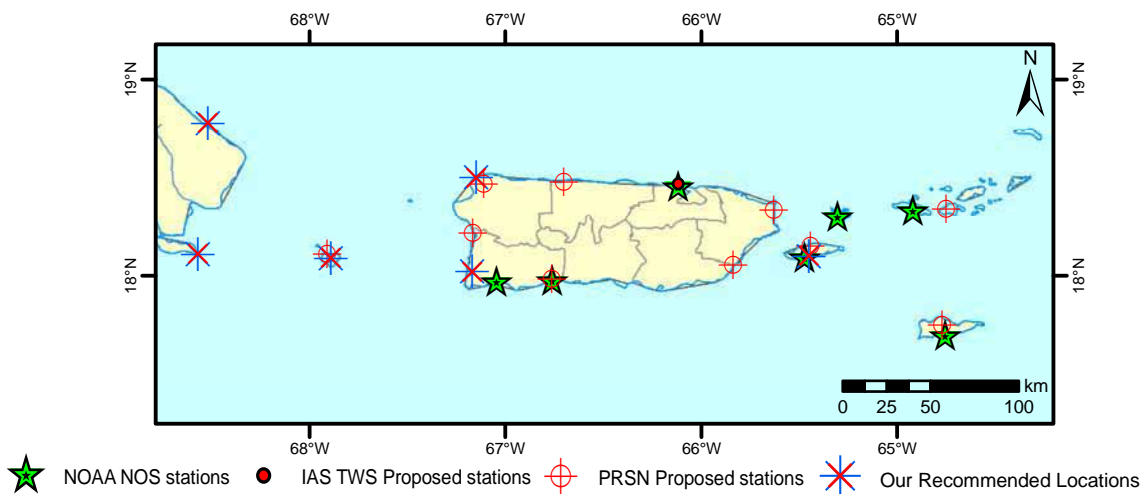 68°W 67°W 66°W 65°W
19°N 19°N
N
18°N 18°N
km
0 25 50 100
68°W 67°W 66°W 65°W
NOAA NOS stations IAS TWS Proposed stations PRSN Proposed stations Our Recommended Locations